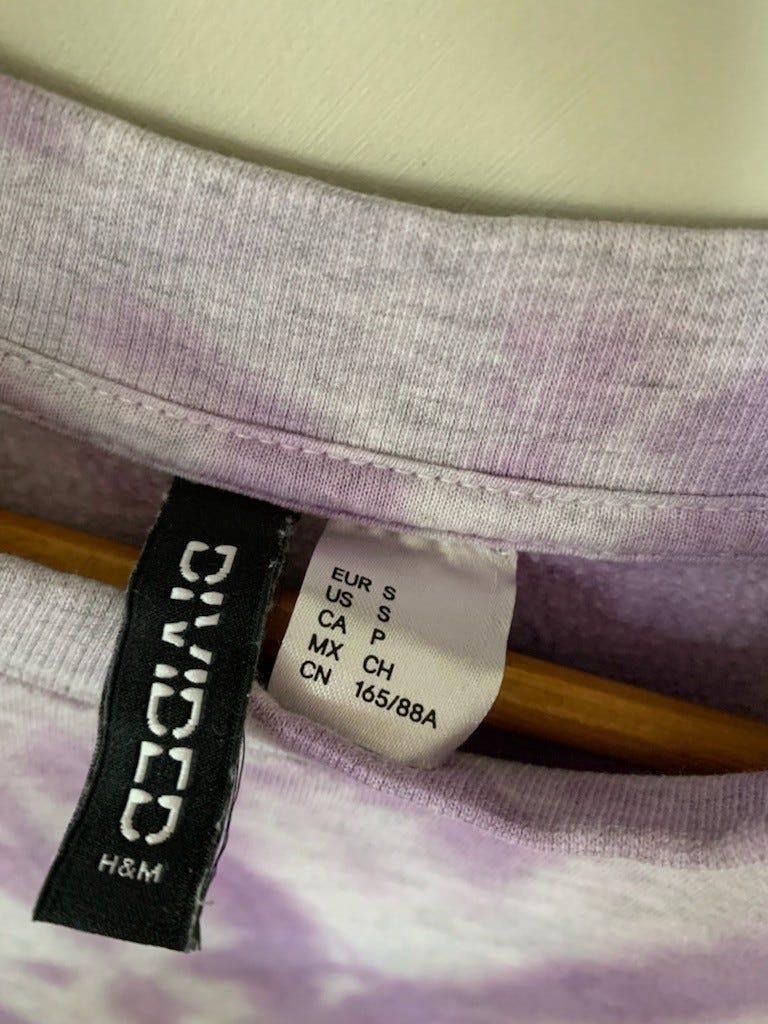 DIVIDED
H&M
EUR S
US S
CA P
MX CH
CN 165/88A